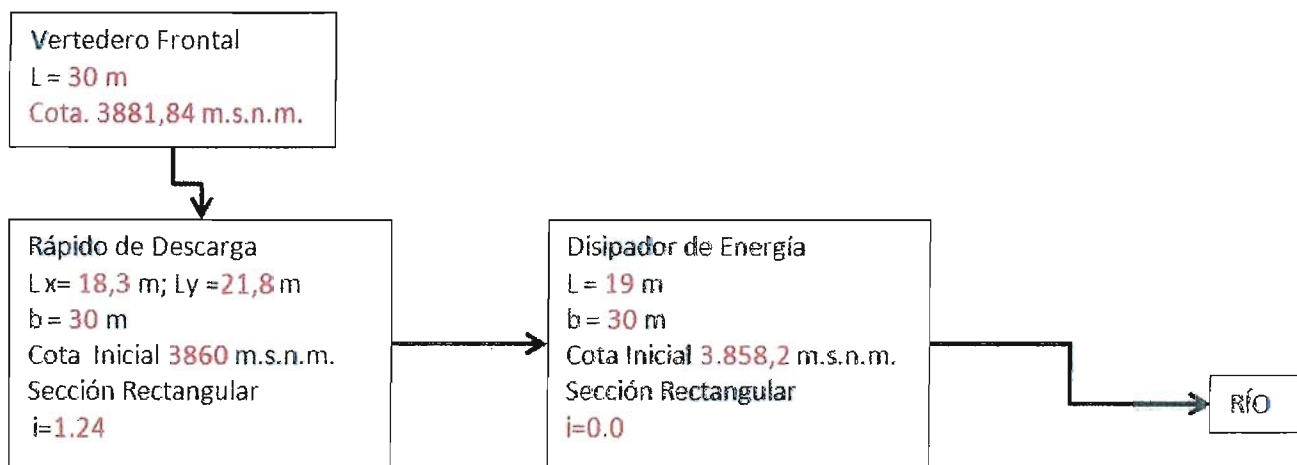 Vertedero Frontal
L = 30 m
Cota. 3881,84 m.s.n.m.
Rápido de Descarga
Lx= 18,3 m; Ly =21,8 m
b = 30 m
Cota Inicial 3860 m.s.n.m.
Sección Rectangular
i=1.24
Disipador de Energía
L = 19 m
b = 30 m
Cota Inicial 3.858,2 m.s.n.m.
Sección Rectangular
i=0.0
RÍO